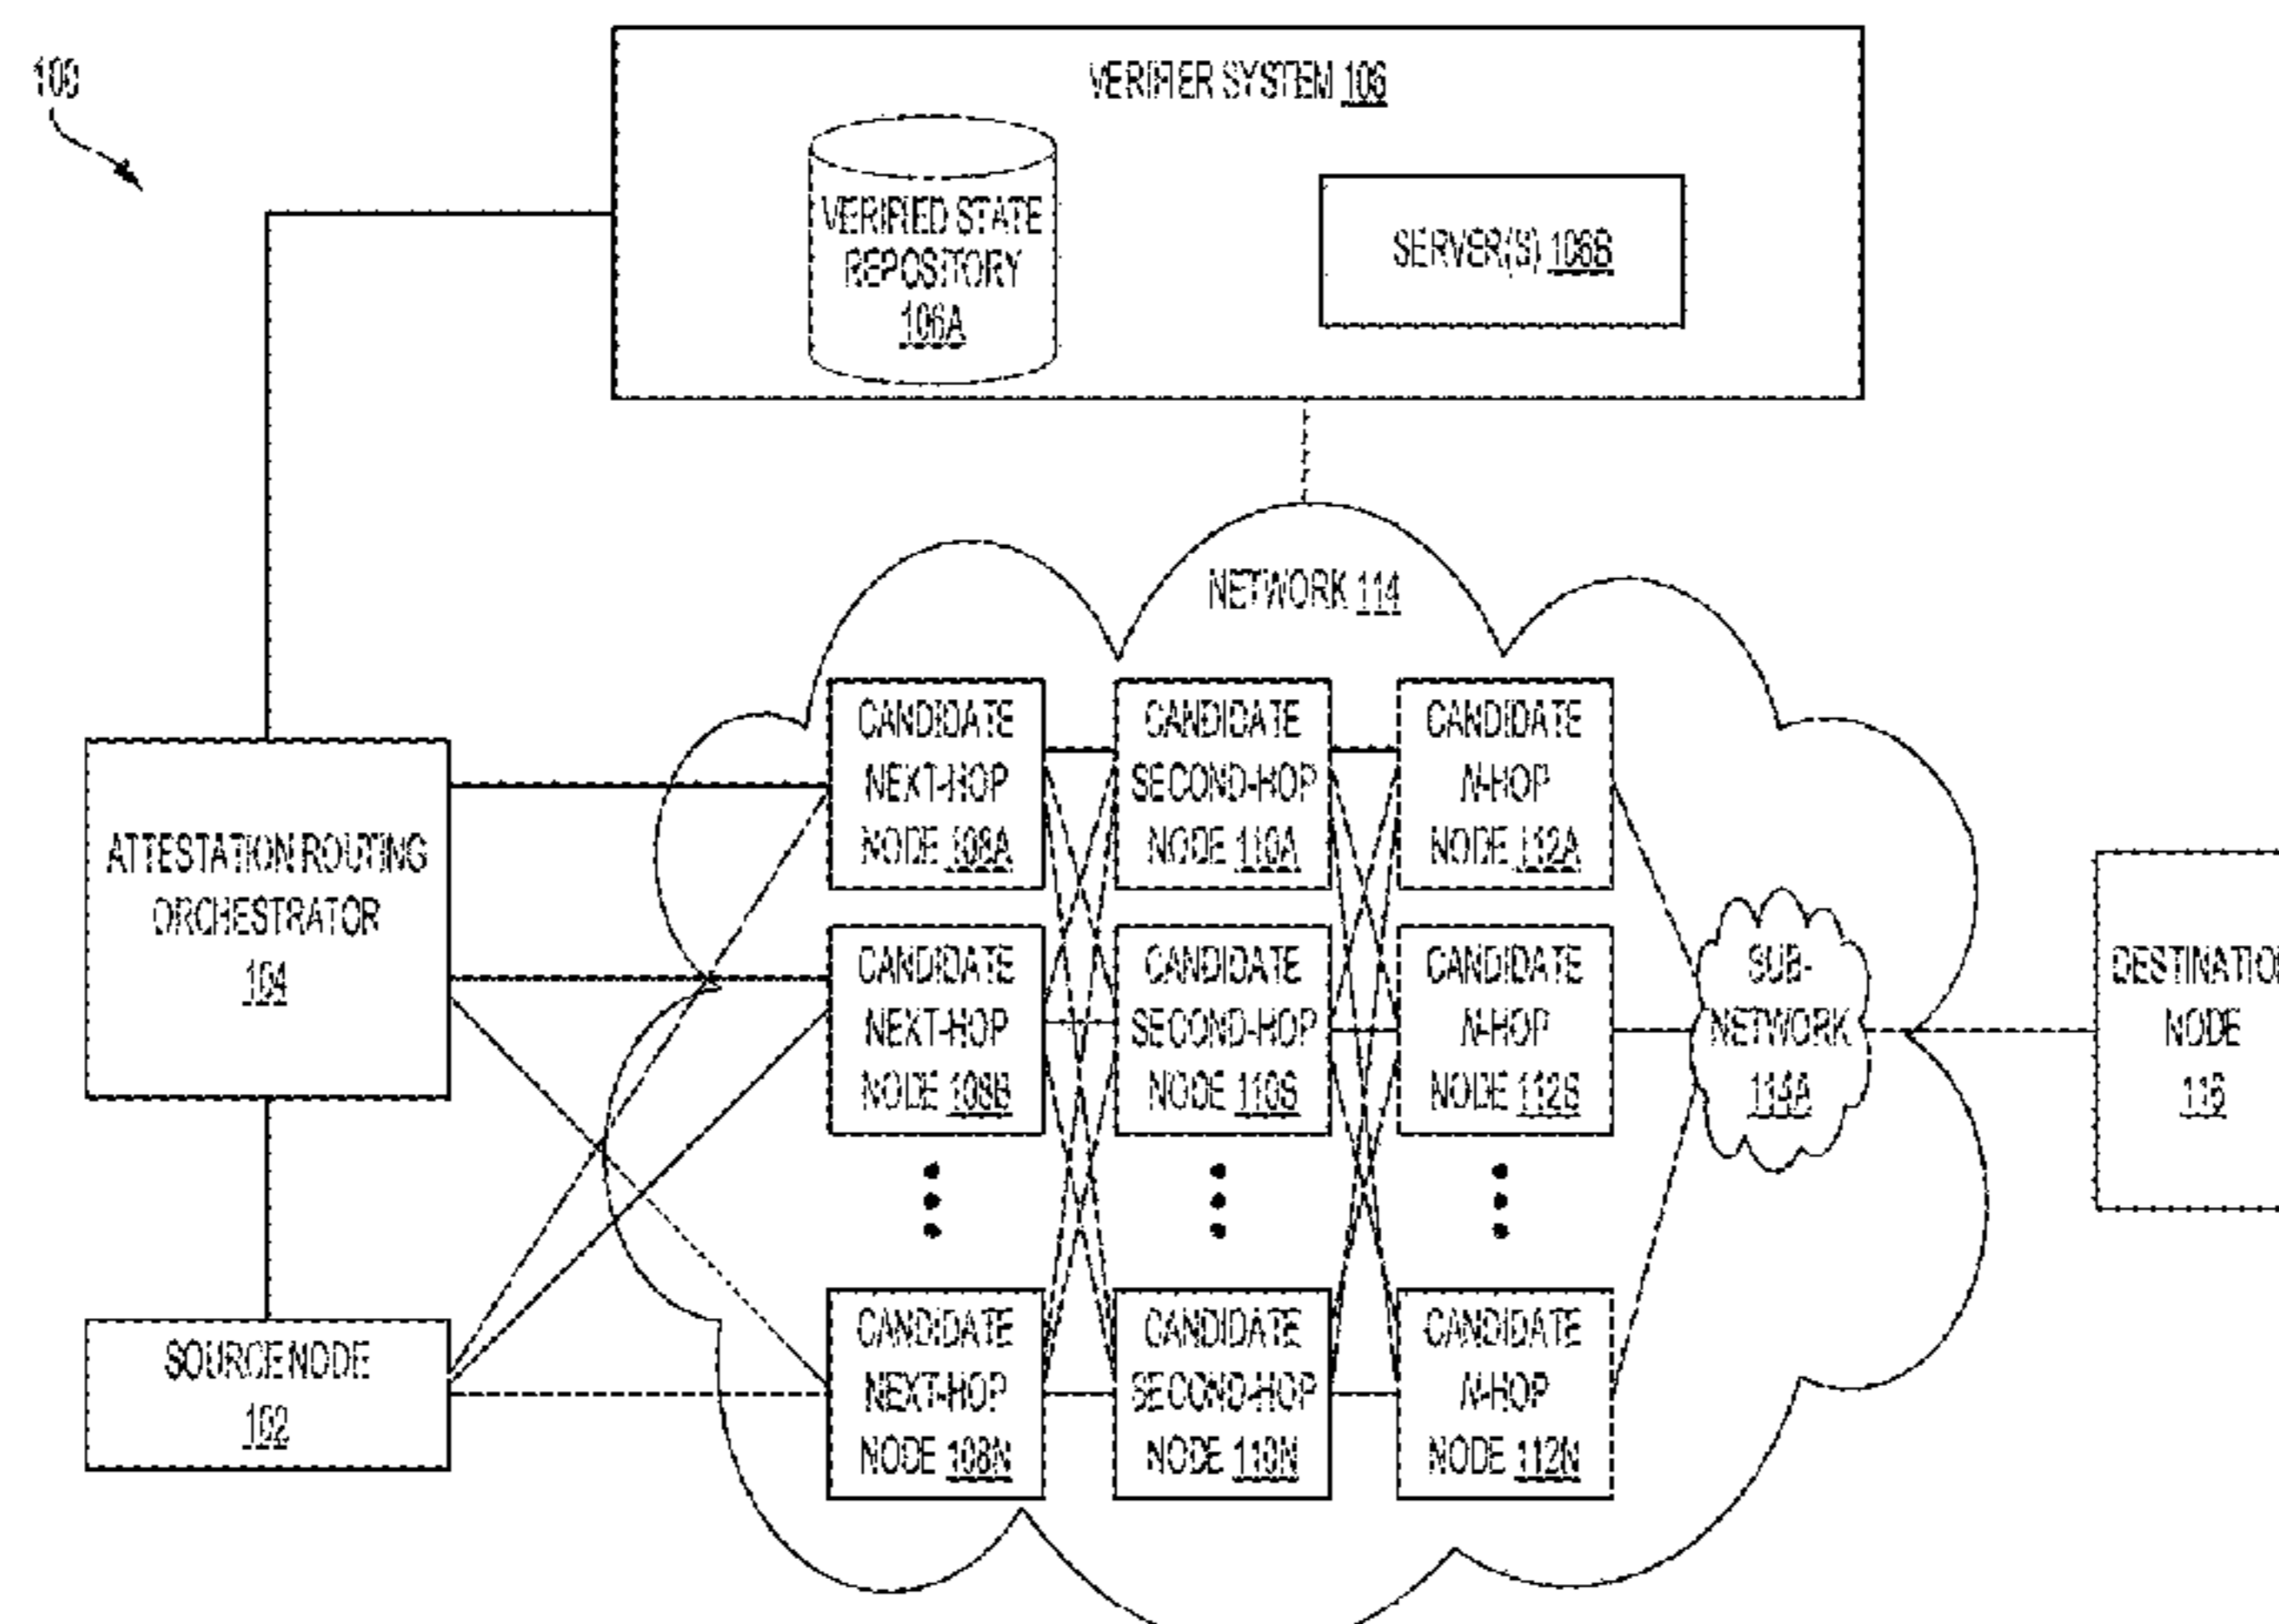 100
VERIFIER SYSTEM 106
VERIFIED STATE
REPOSITORY
106A
SERVER(S) 106B
NETWORK 114
ATTESTATION ROUTING
ORCHESTRATOR
104
SOURCE NODE
102
CANDIDATE
NEXT-HOP
NODE 108A
CANDIDATE
SECOND-HOP
NODE 110A
CANDIDATE
N-HOP
NODE 112A
CANDIDATE
NEXT-HOP
NODE 108B
CANDIDATE
SECOND-HOP
NODE 110B
CANDIDATE
N-HOP
NODE 112B
CANDIDATE
NEXT-HOP
NODE 108N
CANDIDATE
SECOND-HOP
NODE 110N
CANDIDATE
N-HOP
NODE 112N
SUB-
NETWORK
114A
DESTINATIO
NODE
116